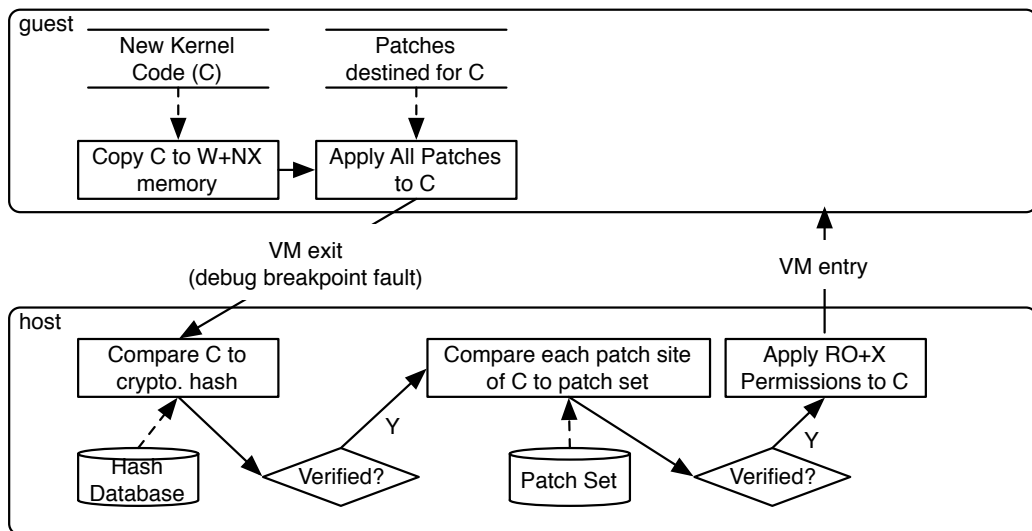 guest
New Kernel
Code (C)
Patches
destined for C
Copy C to W+NX
memory
Apply All Patches
to C
VM exit
(debug breakpoint fault)
VM entry
host
Compare C to
crypto. hash
Compare each patch site
of C to patch set
Apply RO+X
Permissions to C
Y
Y
Hash
Database
Verified?
Patch Set
Verified?